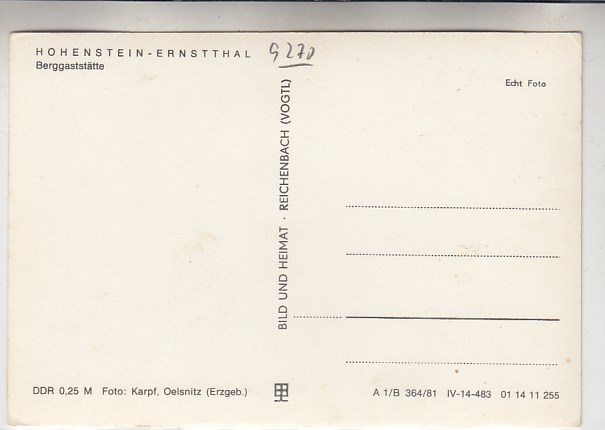 HOHENSTEIN-ERNSTTHAL
Berggaststätte
9270
Echt Foto
BILD UND HEIMAT · REICHENBACH (VOGTL)
DDR 0,25 M Foto: Karpf, Oelsnitz (Erzgeb.)
A 1/B 364/81 IV-14-483 01 14 11 255